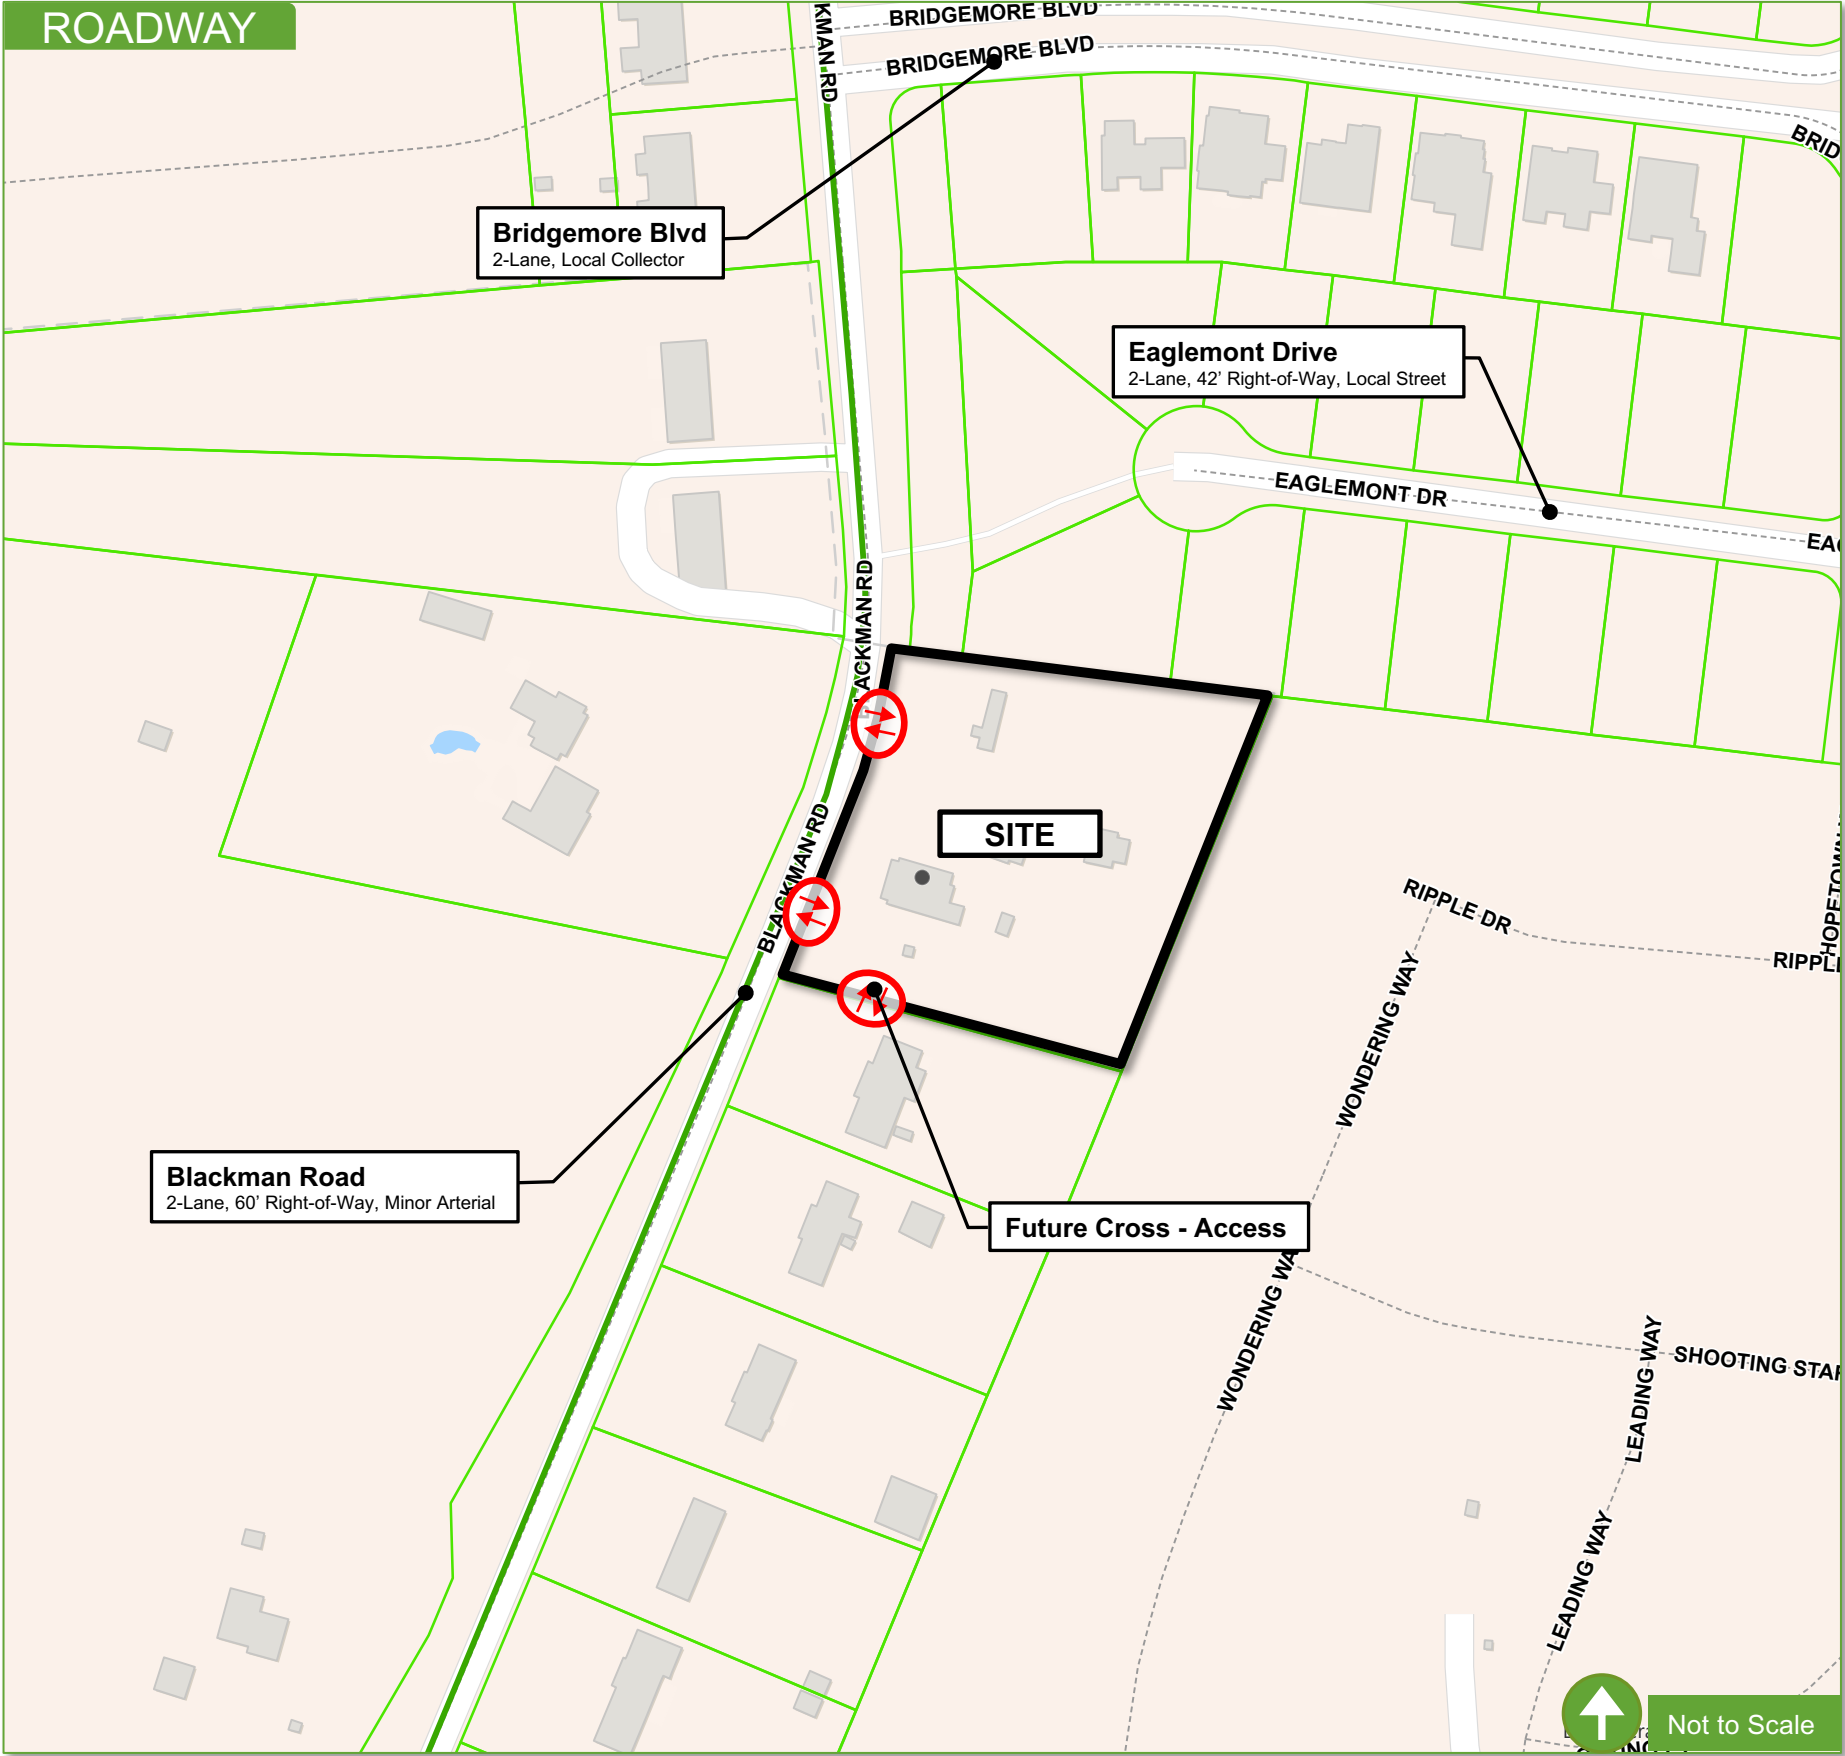 ROADWAY
KMAN RD
BRIDGEMORE BLVD
BRIDGEMORE BLVD
BRID
Bridgemore Blvd
2-Lane, Local Collector
Eaglemont Drive
2-Lane, 42’ Right-of-Way, Local Street
EAGLEMONT DR
EAG
ACKMAN RD
SITE
BLACKMAN RD
RIPPLE DR
HOPETOWN
RIPPLE
WONDERING WAY
Blackman Road
2-Lane, 60’ Right-of-Way, Minor Arterial
Future Cross - Access
WONDERING WA
LEADING WAY
SHOOTING STAR
LEADING WAY
Not to Scale